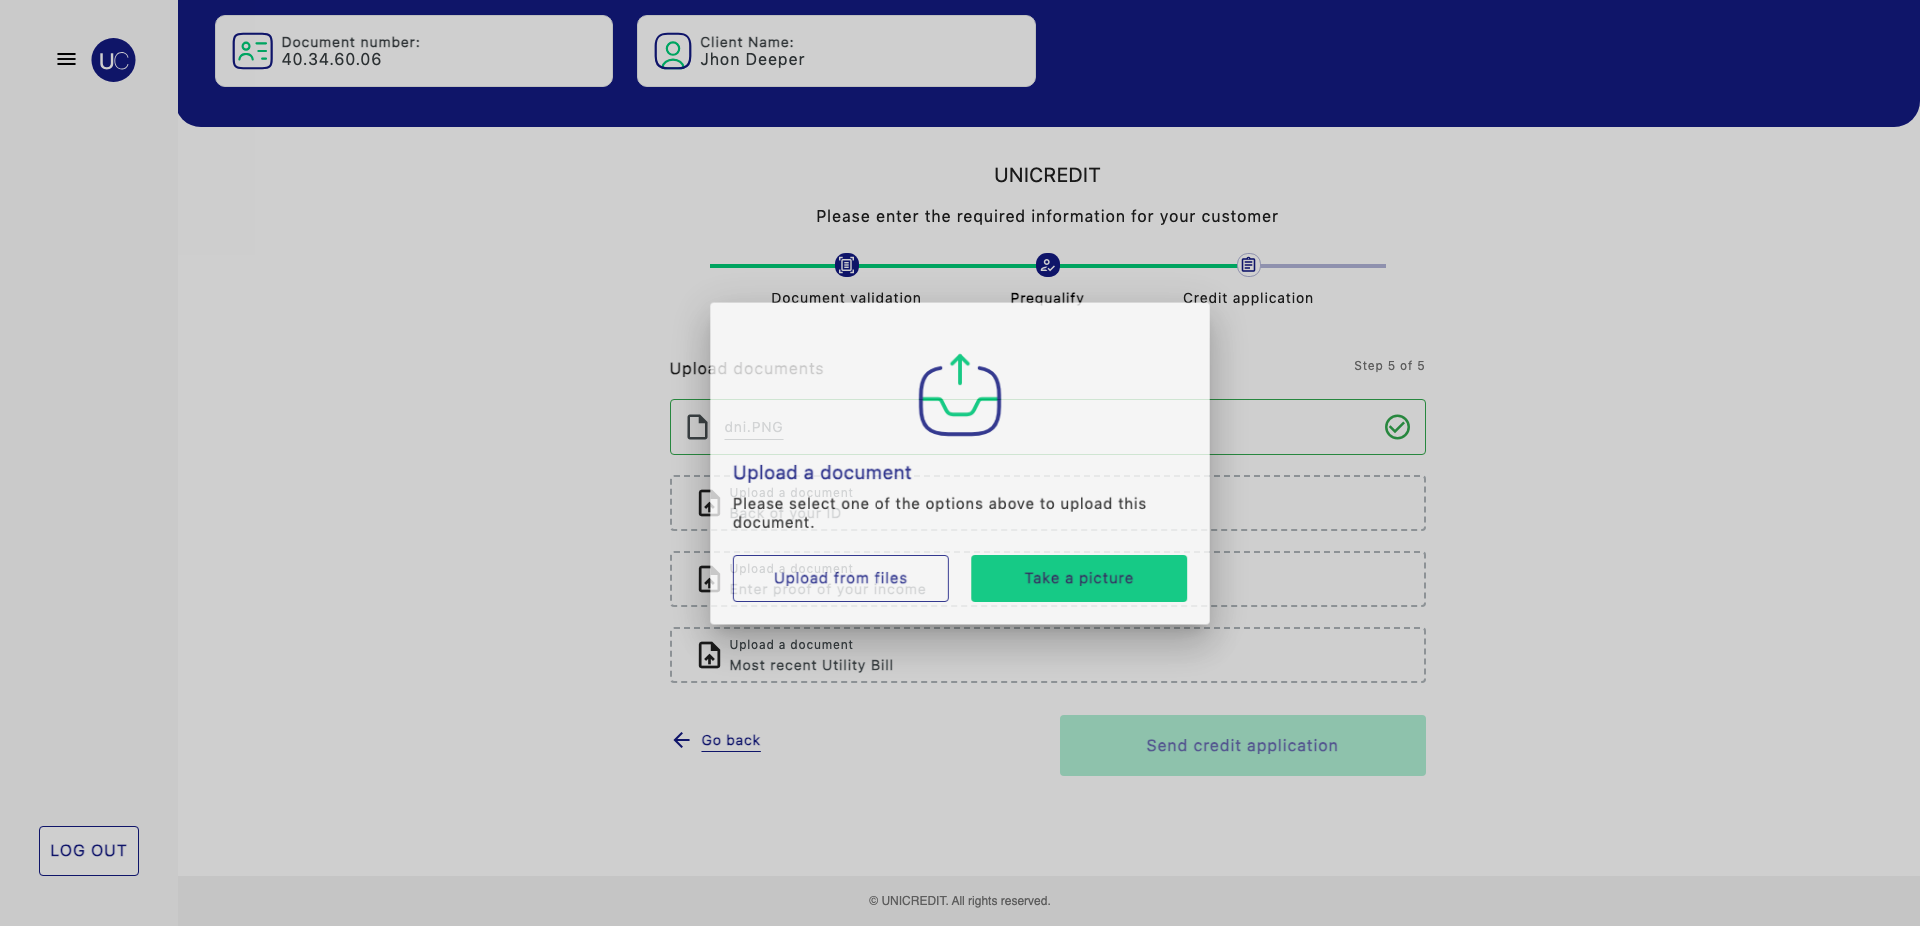 UC
Document number:
40.34.60.06
Client Name:
Jhon Deeper
UNICREDIT
Please enter the required information for your customer
Document validation
Prequalify
Credit application
Upload documents
Step 5 of 5
dni.PNG
Upload a document
Back of your ID
Upload a document
Enter proof of your income
Upload a document
Please select one of the options above to upload this
document.
Upload from files
Take a picture
Upload a document
Most recent Utility Bill
Go back
Send credit application
LOG OUT
© UNICREDIT. All rights reserved.